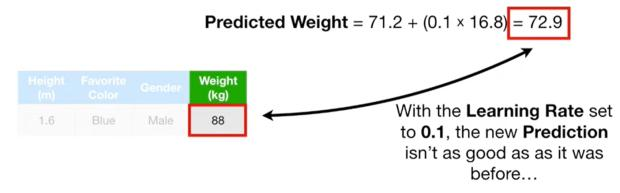 Predicted Weight = 71.2 + (0.1 x 16.8) = 72.9
Height (m) Favorite Color Gender Weight (kg)
1.6 Blue Male 88
With the Learning Rate set
to 0.1, the new Prediction
isn't as good as as it was
before...